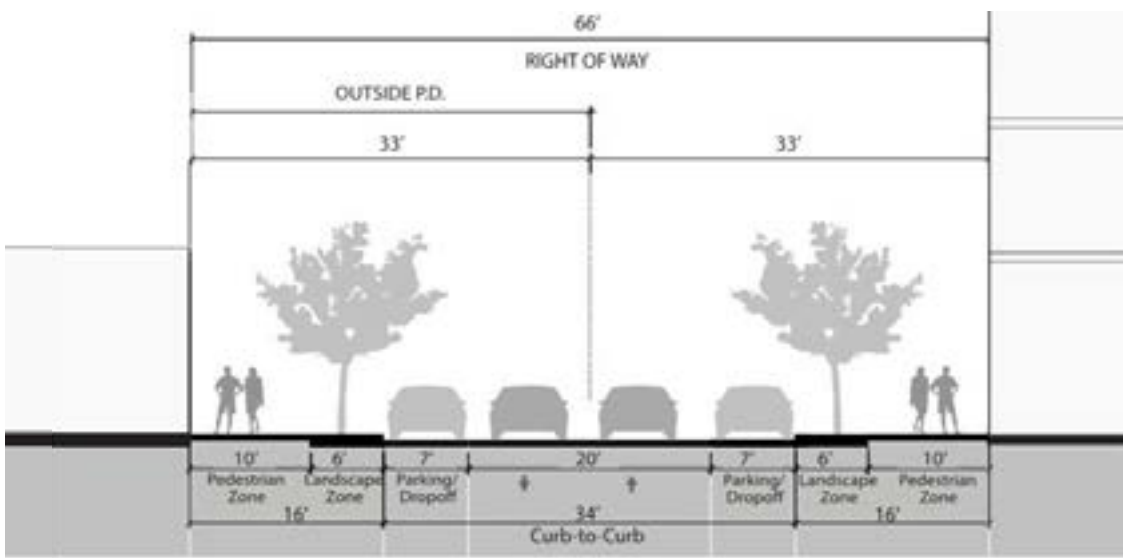 66'
RIGHT OF WAY
OUTSIDE P.D.
33' 33'
10' 6' 7' 20' 7' 6' 10'
Pedestrian Landscape Parking/ Parking/ Landscape Pedestrian
Zone Zone Dropoff Dropoff Zone Zone
16' 34' 16'
Curb-to-Curb